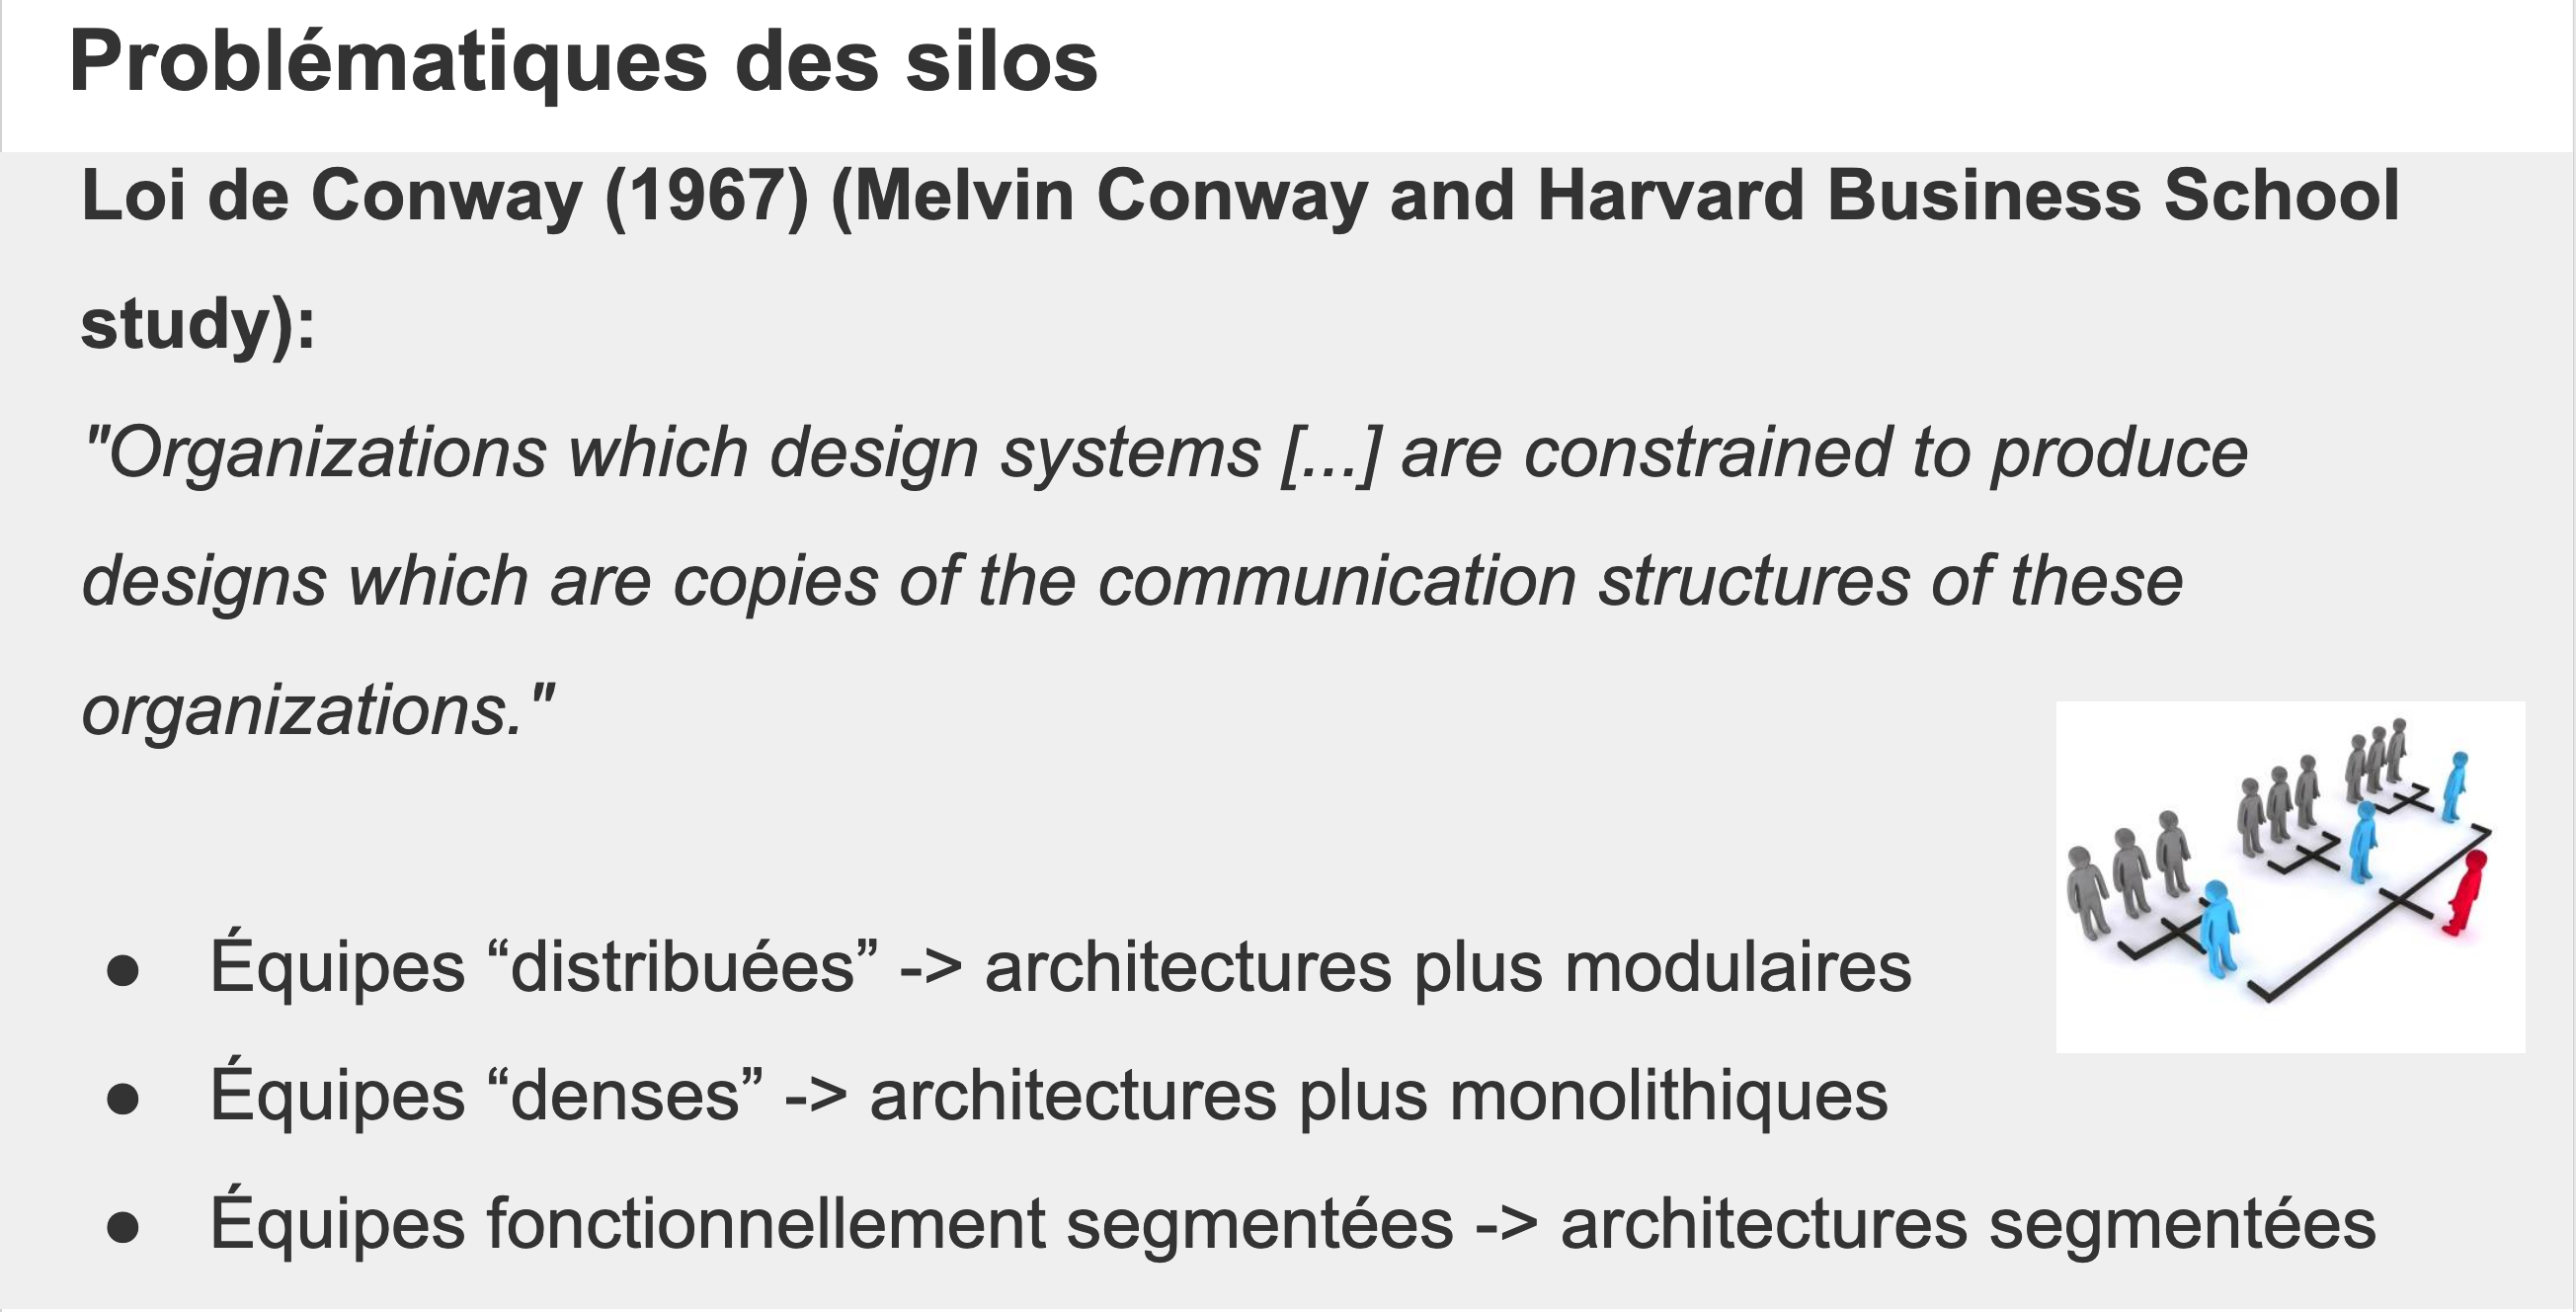 Problématiques des silos
Loi de Conway (1967) (Melvin Conway and Harvard Business School
study):
"Organizations which design systems [...] are constrained to produce
designs which are copies of the communication structures of these
organizations."
● Équipes “distribuées” -> architectures plus modulaires
● Équipes “denses” -> architectures plus monolithiques
● Équipes fonctionnellement segmentées -> architectures segmentées